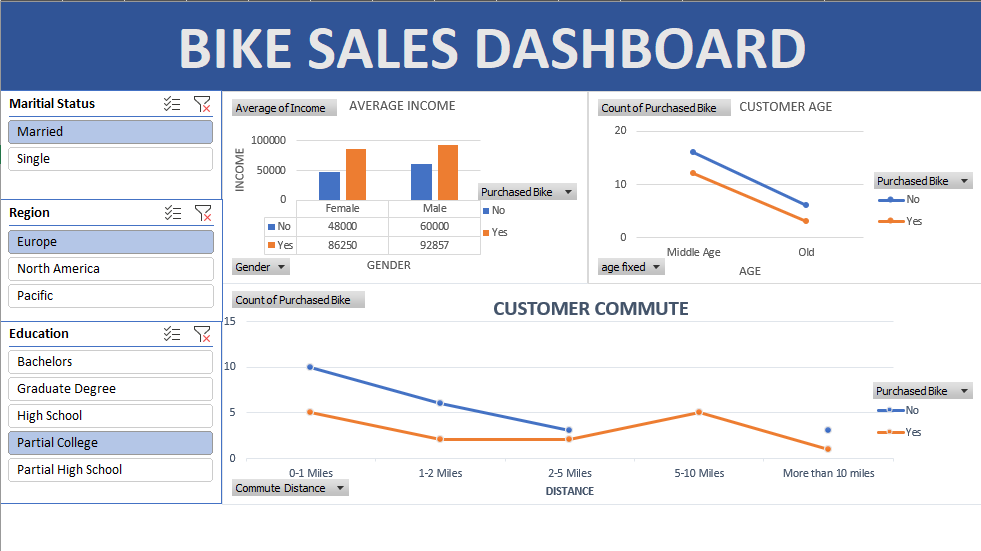 BIKE SALES DASHBOARD
Maritial Status
Married
Single
Region
Europe
North America
Pacific
Education
Bachelors
Graduate Degree
High School
Partial College
Partial High School
Average of Income
AVERAGE INCOME
INCOME
100000
50000
0
Female Male
No 48000 60000
Yes 86250 92857
Purchased Bike
No
Yes
Gender
GENDER
Count of Purchased Bike
CUSTOMER AGE
20
10
0
Middle Age Old
age fixed
AGE
Purchased Bike
No
Yes
Count of Purchased Bike
CUSTOMER COMMUTE
15
10
5
0
0-1 Miles 1-2 Miles 2-5 Miles 5-10 Miles More than 10 miles
Commute Distance
DISTANCE
Purchased Bike
No
Yes